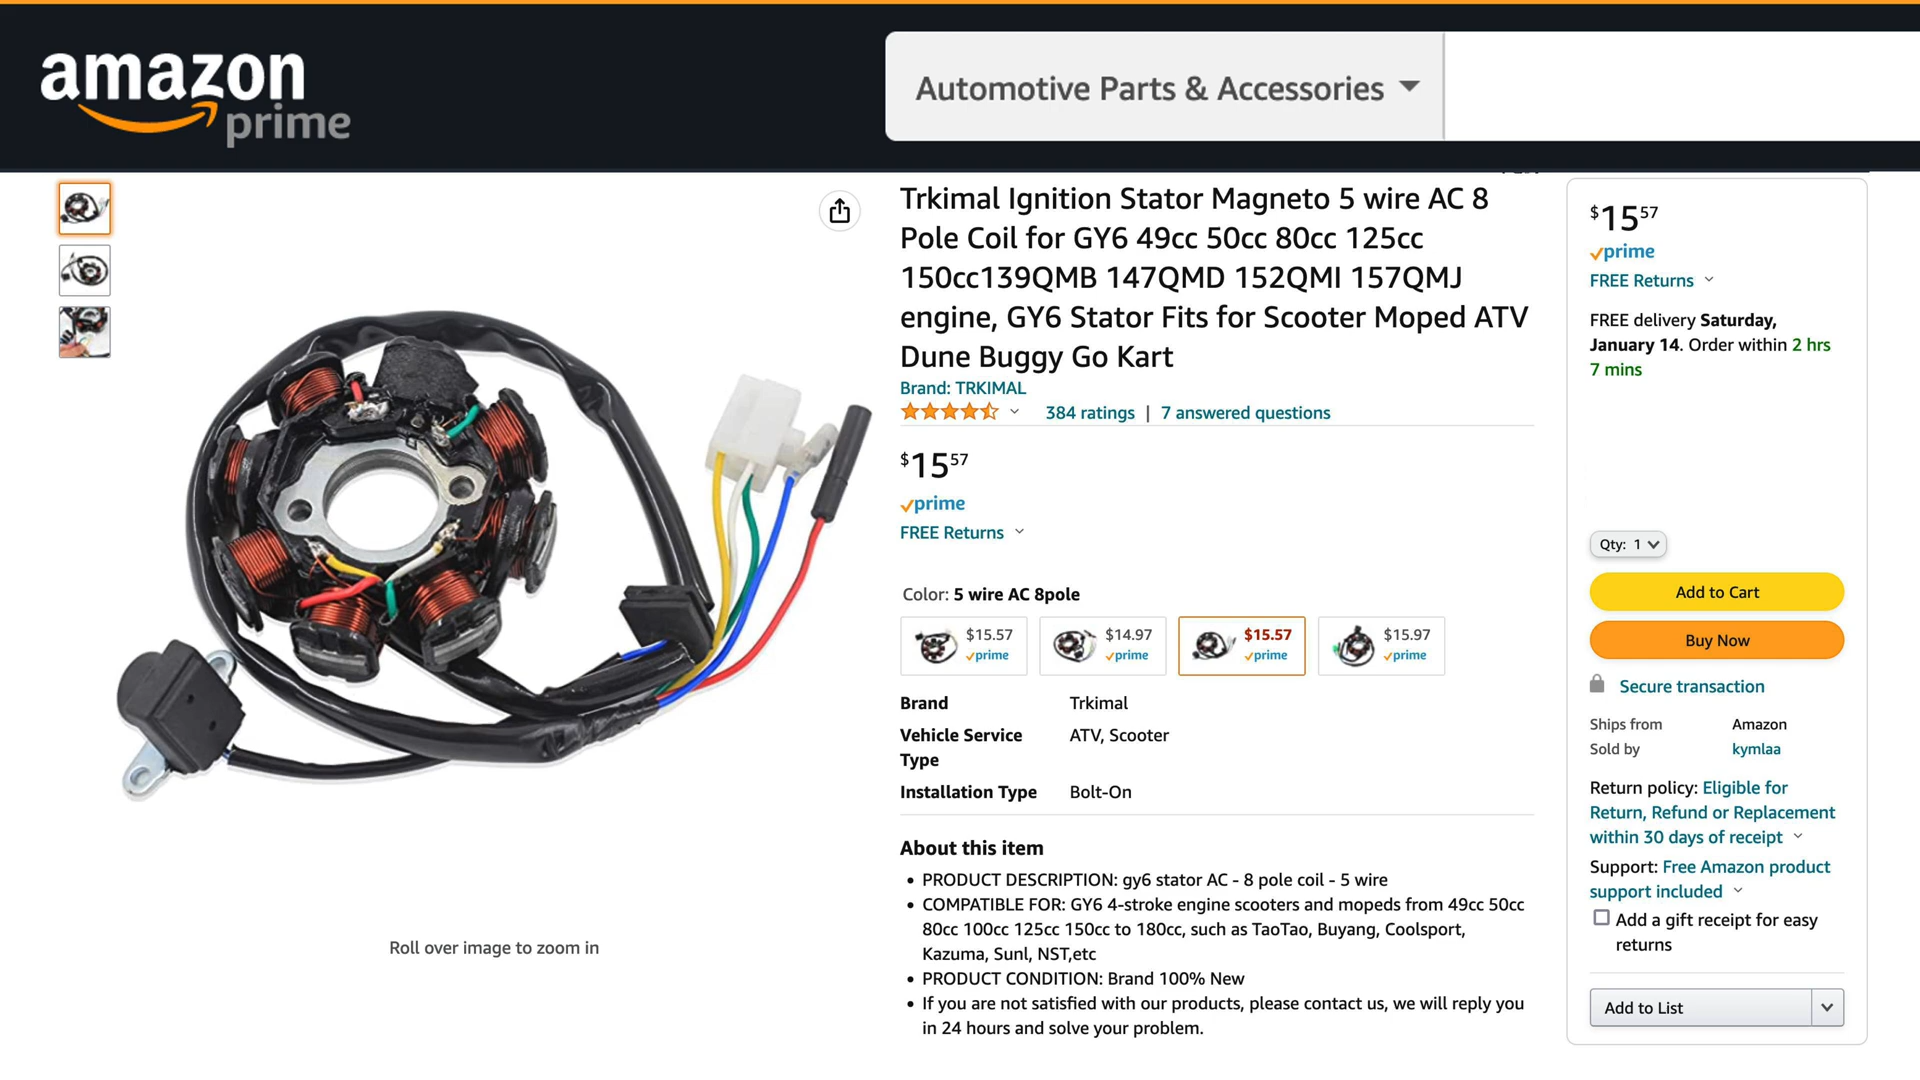 amazon
prime
Automotive Parts & Accessories
Trkimal Ignition Stator Magneto 5 wire AC 8
Pole Coil for GY6 49cc 50cc 80cc 125cc
150cc139QMB 147QMD 152QMI 157QMJ
engine, GY6 Stator Fits for Scooter Moped ATV
Dune Buggy Go Kart
Brand: TRKIMAL
384 ratings | 7 answered questions
$15 57
prime
FREE Returns
Color: 5 wire AC 8pole
$15.57
prime
$14.97
prime
$15.57
prime
$15.97
prime
Brand Trkimal
Vehicle Service Type ATV, Scooter
Installation Type Bolt-On
About this item
• PRODUCT DESCRIPTION: gy6 stator AC - 8 pole coil - 5 wire
• COMPATIBLE FOR: GY6 4-stroke engine scooters and mopeds from 49cc 50cc
80cc 100cc 125cc 150cc to 180cc, such as TaoTao, Buyang, Coolsport,
Kazuma, Sunl, NST,etc
• PRODUCT CONDITION: Brand 100% New
• If you are not satisfied with our products, please contact us, we will reply you
in 24 hours and solve your problem.
Roll over image to zoom in
$15 57
prime
FREE Returns
FREE delivery Saturday,
January 14. Order within 2 hrs
7 mins
Qty: 1
Add to Cart
Buy Now
Secure transaction
Ships from Amazon
Sold by kymlaa
Return policy: Eligible for
Return, Refund or Replacement
within 30 days of receipt
Support: Free Amazon product
support included
Add a gift receipt for easy
returns
Add to List